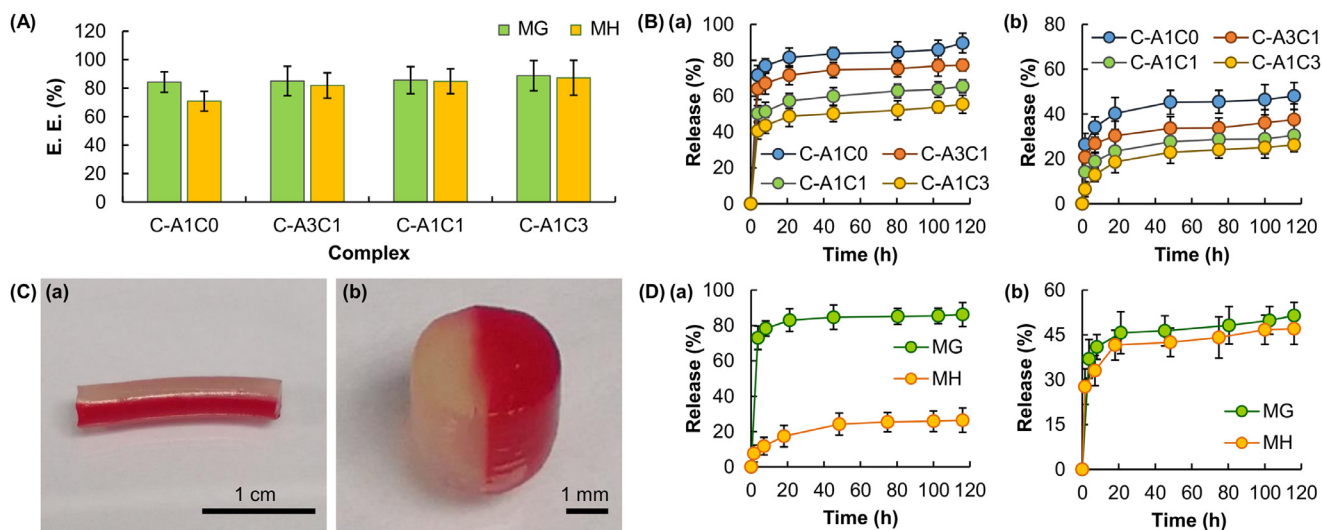 (A)
MG MH
E. E. (%)
120
100
80
60
40
20
0
C-A1C0 C-A3C1 C-A1C1 C-A1C3
Complex
(B) (a)
Release (%)
100
80
60
40
20
0
C-A1C0 C-A3C1
C-A1C1 C-A1C3
0 20 40 60 80 100 120
Time (h)
(b)
Release (%)
80
60
40
20
0
C-A1C0 C-A3C1
C-A1C1 C-A1C3
0 20 40 60 80 100 120
Time (h)
(C) (a)
1 cm
(b)
1 mm
(D) (a)
Release (%)
100
80
60
40
20
0
MG
MH
0 20 40 60 80 100 120
Time (h)
(b)
Release (%)
60
45
30
15
0
MG
MH
0 20 40 60 80 100 120
Time (h)